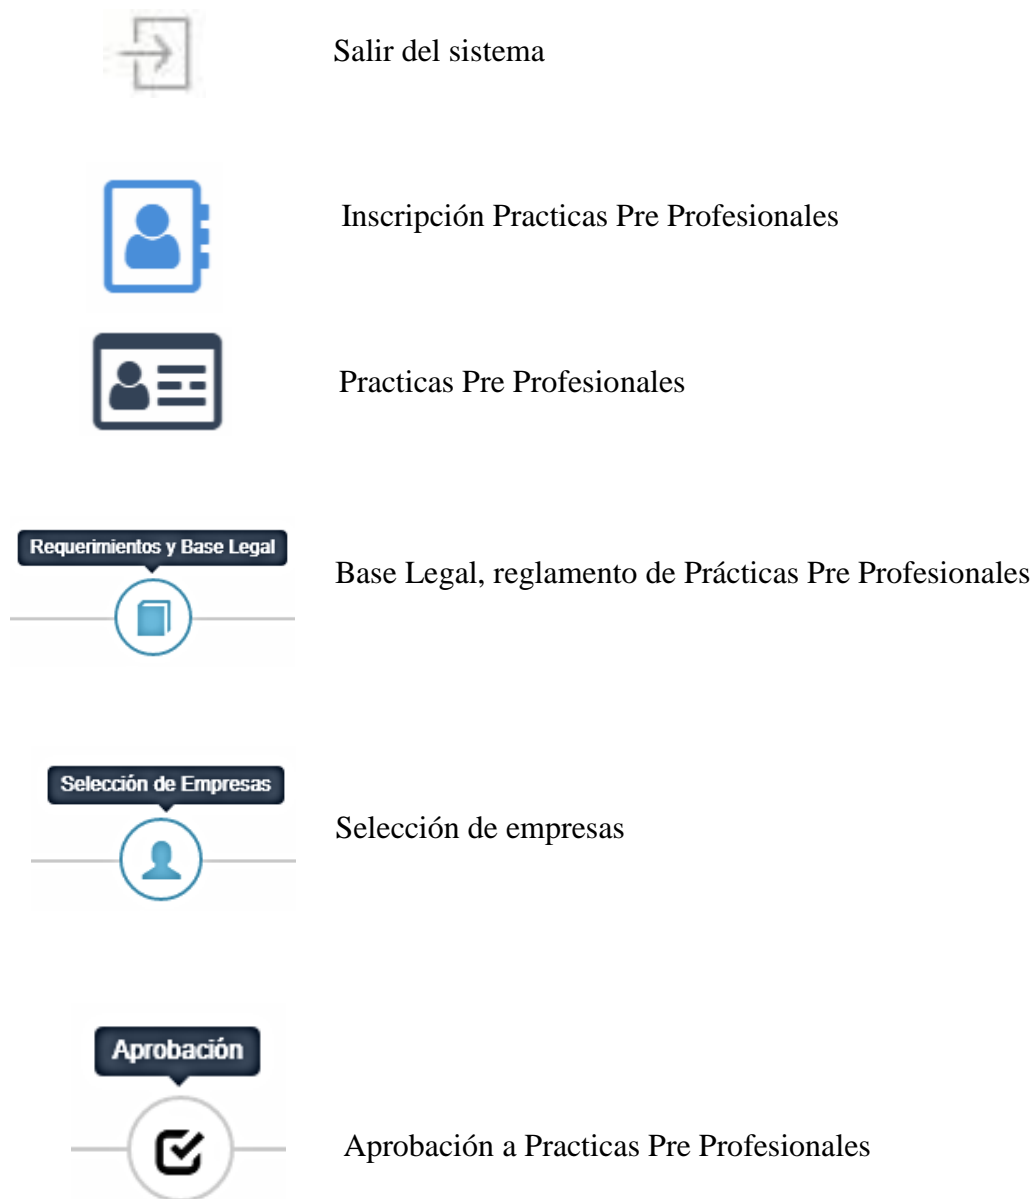 Salir del sistema
Inscripción Practicas Pre Profesionales
Practicas Pre Profesionales
Requerimientos y Base Legal
Base Legal, reglamento de Prácticas Pre Profesionales
Selección de Empresas
Selección de empresas
Aprobación
Aprobación a Practicas Pre Profesionales